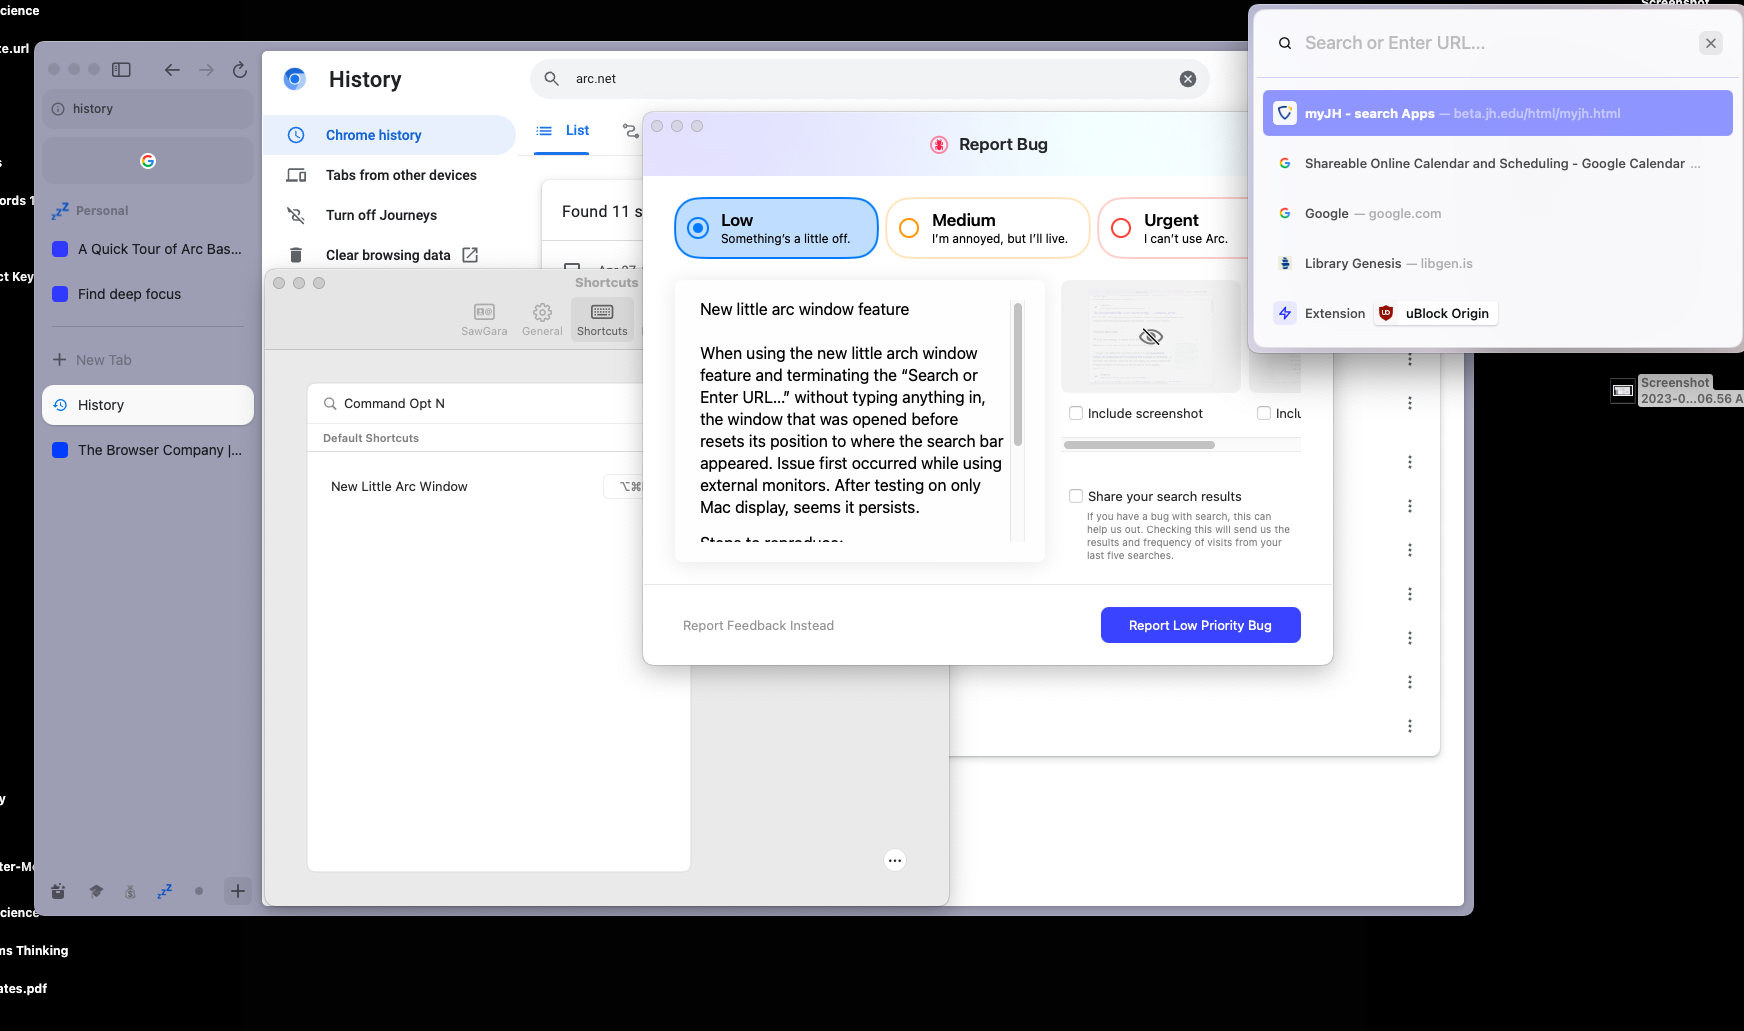 cience
te.url
ords 1
ct Key
y
ter-Me
cience
ms Thinking
ates.pdf
history
Personal
A Quick Tour of Arc Bas...
Find deep focus
New Tab
History
The Browser Company |...
History
arc.net
Chrome history
Tabs from other devices
Turn off Journeys
Clear browsing data
List
Found 11 s
Shortcuts
SawGara
General
Shortcuts
Command Opt N
Default Shortcuts
New Little Arc Window
⌥⌘
Report Bug
Low
Something's a little off.
Medium
I'm annoyed, but I'll live.
Urgent
I can't use Arc.
New little arc window feature
When using the new little arch window
feature and terminating the “Search or
Enter URL...” without typing anything in,
the window that was opened before
resets its position to where the search bar
appeared. Issue first occurred while using
external monitors. After testing on only
Mac display, seems it persists.
Steps to reproduce:
Include screenshot
Inclu
Share your search results
If you have a bug with search, this can
help us out. Checking this will send us the
results and frequency of visits from your
last five searches.
Report Feedback Instead
Report Low Priority Bug
Screenshot
Search or Enter URL...
myJH - search Apps — beta.jh.edu/html/myjh.html
Shareable Online Calendar and Scheduling - Google Calendar ...
Google — google.com
Library Genesis — libgen.is
Extension uBlock Origin
Screenshot
2023-0...06.56 A